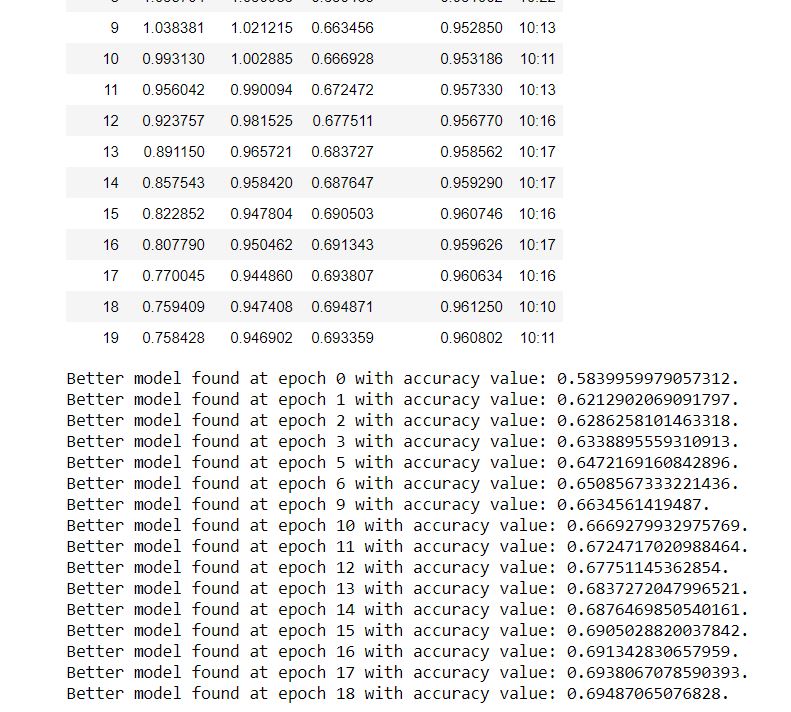 9 1.038381 1.021215 0.663456 0.952850 10:13
10 0.993130 1.002885 0.666928 0.953186 10:11
11 0.956042 0.990094 0.672472 0.957330 10:13
12 0.923757 0.981525 0.677511 0.956770 10:16
13 0.891150 0.965721 0.683727 0.958562 10:17
14 0.857543 0.958420 0.687647 0.959290 10:17
15 0.822852 0.947804 0.690503 0.960746 10:16
16 0.807790 0.950462 0.691343 0.959626 10:17
17 0.770045 0.944860 0.693807 0.960634 10:16
18 0.759409 0.947408 0.694871 0.961250 10:10
19 0.758428 0.946902 0.693359 0.960802 10:11
Better model found at epoch 0 with accuracy value: 0.5839959979057312.
Better model found at epoch 1 with accuracy value: 0.6212902069091797.
Better model found at epoch 2 with accuracy value: 0.6286258101463318.
Better model found at epoch 3 with accuracy value: 0.6338895559310913.
Better model found at epoch 5 with accuracy value: 0.6472169160842896.
Better model found at epoch 6 with accuracy value: 0.6508567333221436.
Better model found at epoch 9 with accuracy value: 0.6634561419487.
Better model found at epoch 10 with accuracy value: 0.6669279932975769.
Better model found at epoch 11 with accuracy value: 0.6724717020988464.
Better model found at epoch 12 with accuracy value: 0.67751145362854.
Better model found at epoch 13 with accuracy value: 0.6837272047996521.
Better model found at epoch 14 with accuracy value: 0.6876469850540161.
Better model found at epoch 15 with accuracy value: 0.6905028820037842.
Better model found at epoch 16 with accuracy value: 0.691342830657959.
Better model found at epoch 17 with accuracy value: 0.6938067078590393.
Better model found at epoch 18 with accuracy value: 0.69487065076828.